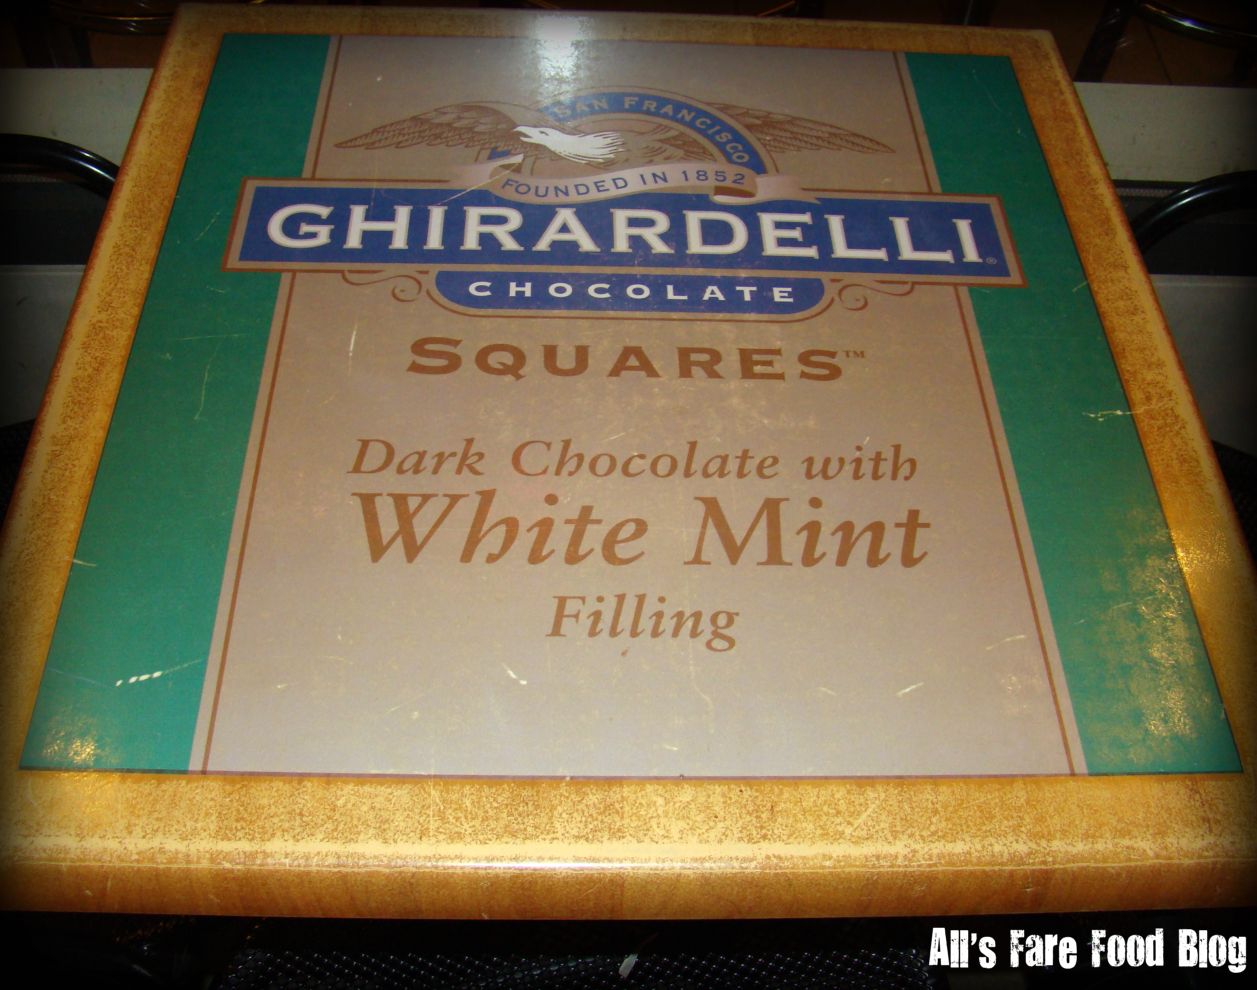 SAN FRANCISCO
FOUNDED IN 1852
GHIRARDELLI®
CHOCOLATE
SQUARES™
Dark Chocolate with
White Mint
Filling
All's Fare Food Blog